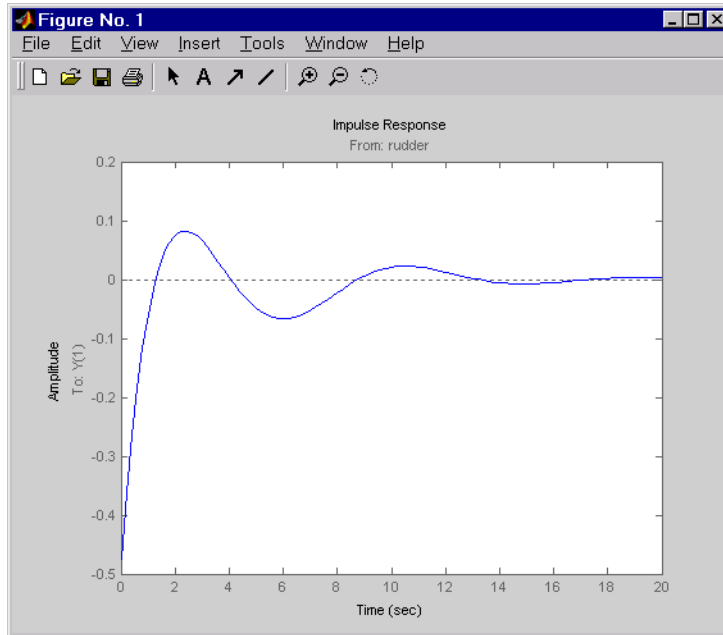 Figure No. 1
File Edit View Insert Tools Window Help
A
Impulse Response
From: rudder
0.2
0.1
0
-0.1
-0.2
-0.3
-0.4
-0.5
Amplitude
To: Y(1)
0 2 4 6 8 10 12 14 16 18 20
Time (sec)